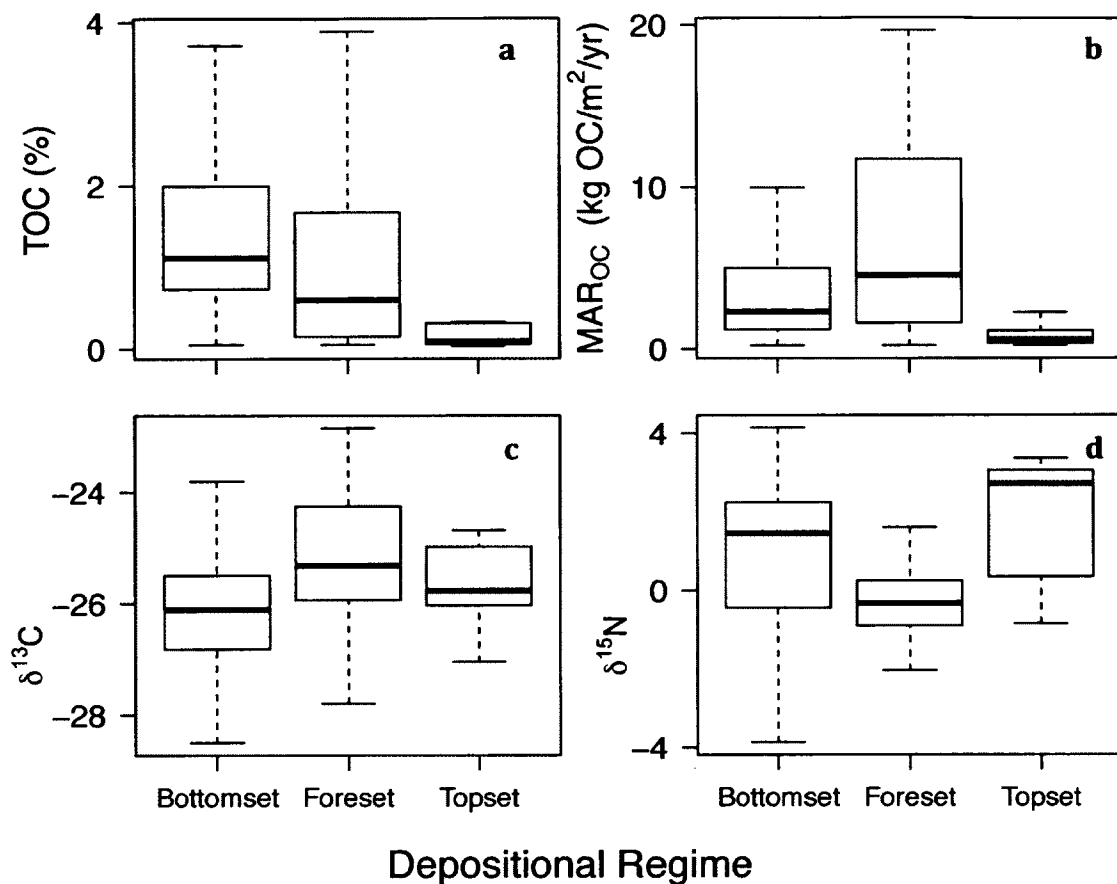 a
TOC (%)
4
2
0
b
MAR_OC (kg OC/m²/yr)
20
10
0
c
δ¹³C
−24
−26
−28
Bottomset Foreset Topset
d
δ¹⁵N
4
0
−4
Bottomset Foreset Topset
Depositional Regime